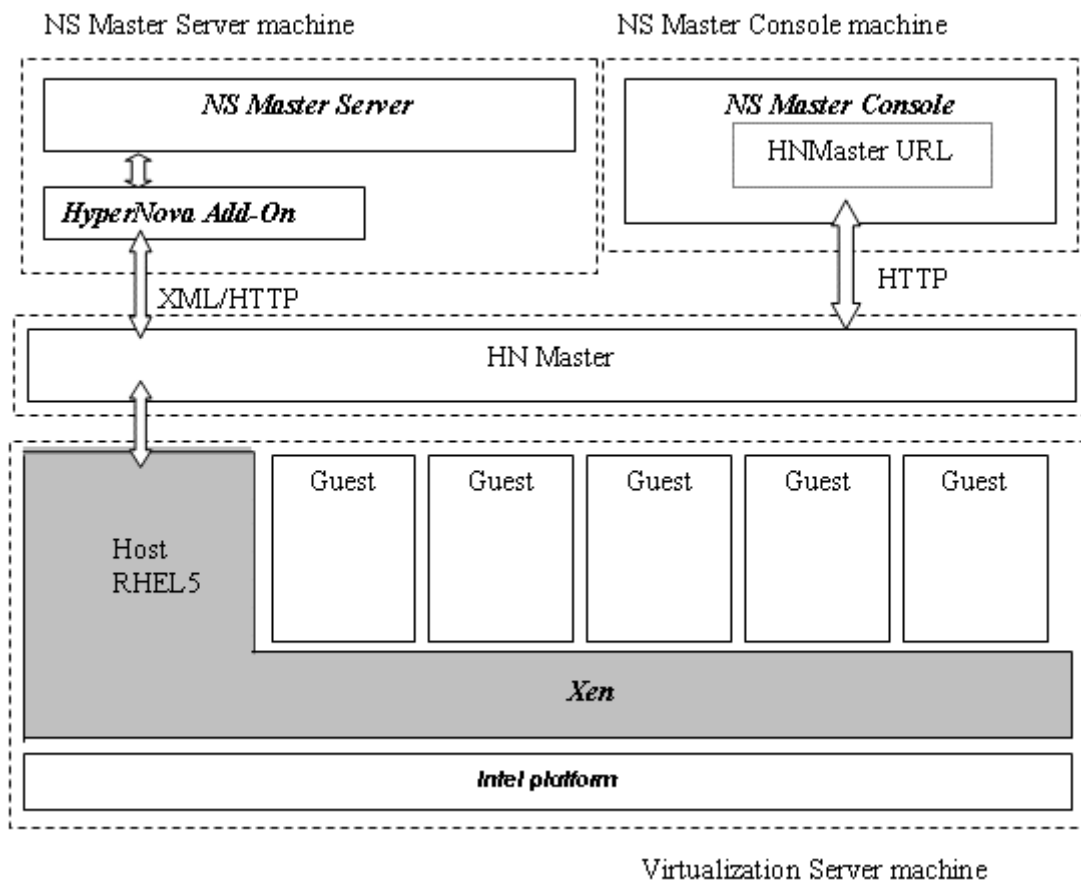 NS Master Server machine
NS Master Console machine
NS Master Server
NS Master Console
HNMaster URL
HyperNova Add-On
XML/HTTP
HTTP
HN Master
Guest
Guest
Guest
Guest
Guest
Host
RHEL5
Xen
Intel platform
Virtualization Server machine